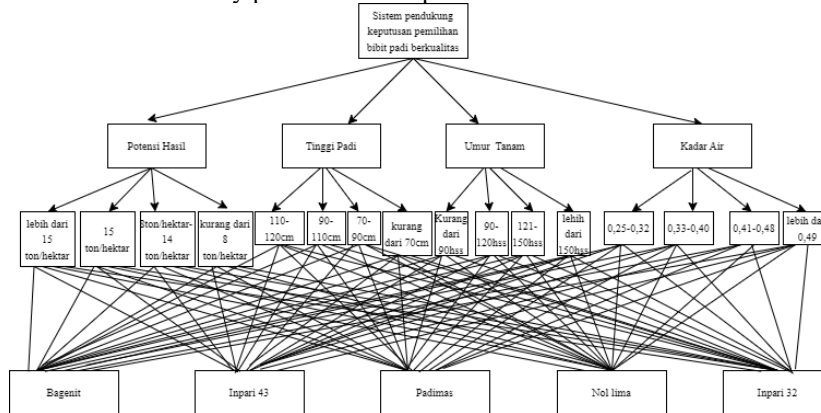 Sistem pendukung
keputusan pemilihan
bibit padi berkualitas
Potensi Hasil
Tinggi Padi
Umur Tanam
Kadar Air
lebih dari
15
ton/hektar
15
ton/hektar
8ton/hektar-
14
ton/hektar
kurang dari
8
ton/hektar
110-
120cm
90-
110cm
70-
90cm
kurang
dari 70cm
Kurang
dari
90hss
90-
120hss
121-
150hss
lehih
dari
150hss
0,25-0,32
0,33-0,40
0,41-0,48
lebih da
0,49
Bagenit
Inpari 43
Padimas
Nol lima
Inpari 32